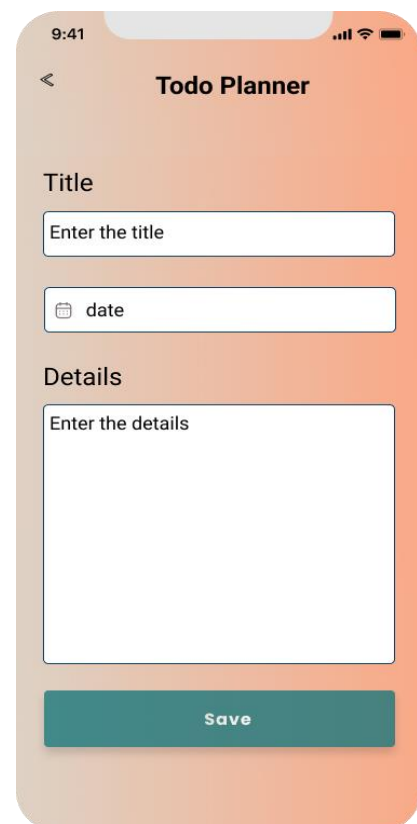 9:41
Todo Planner
Title
Enter the title
date
Details
Enter the details
Save